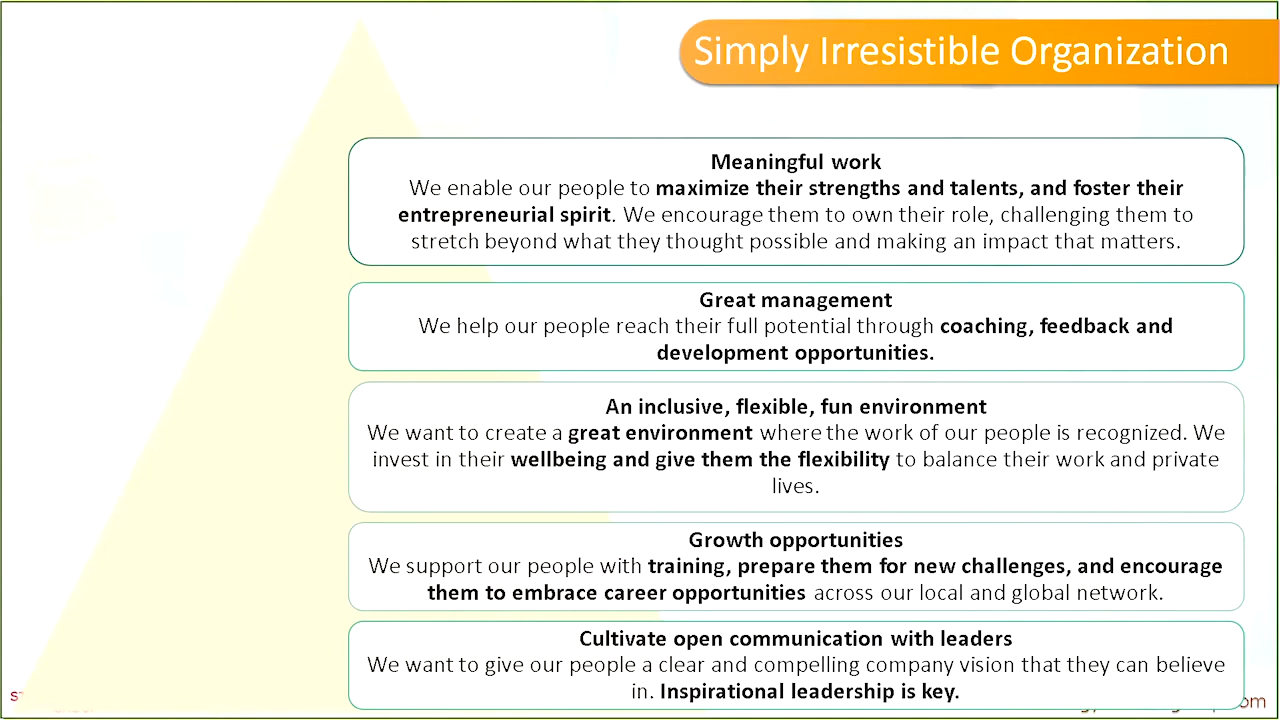 Simply Irresistible Organization
Meaningful work
We enable our people to maximize their strengths and talents, and foster their
entrepreneurial spirit. We encourage them to own their role, challenging them to
stretch beyond what they thought possible and making an impact that matters.
Great management
We help our people reach their full potential through coaching, feedback and
development opportunities.
An inclusive, flexible, fun environment
We want to create a great environment where the work of our people is recognized. We
invest in their wellbeing and give them the flexibility to balance their work and private
lives.
Growth opportunities
We support our people with training, prepare them for new challenges, and encourage
them to embrace career opportunities across our local and global network.
Cultivate open communication with leaders
We want to give our people a clear and compelling company vision that they can believe
in. Inspirational leadership is key.